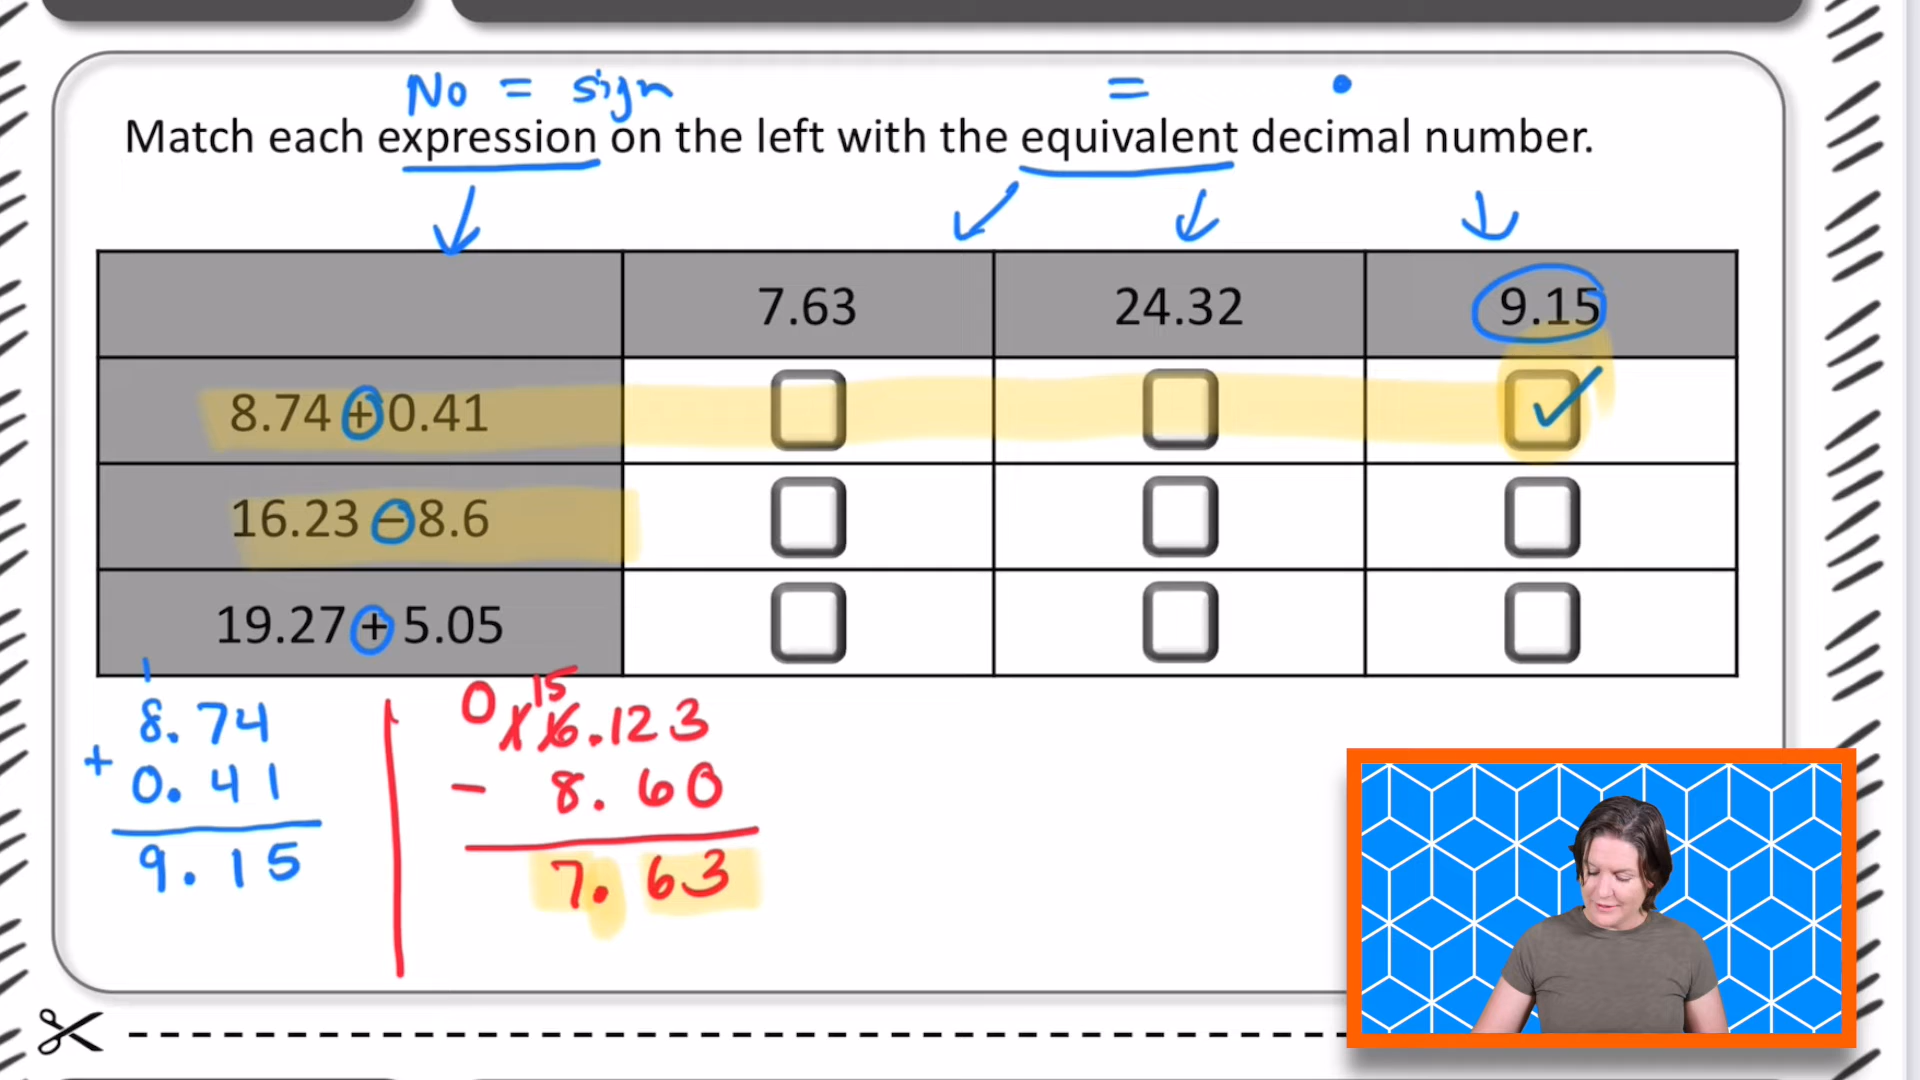 No = sign = .
Match each expression on the left with the equivalent decimal number.
7.63 24.32 9.15
8.74 + 0.41 ✓
16.23 − 8.6
19.27 + 5.05
1
8.74
+ 0.41
9.15
0 15
16.123
- 8.60
7.63